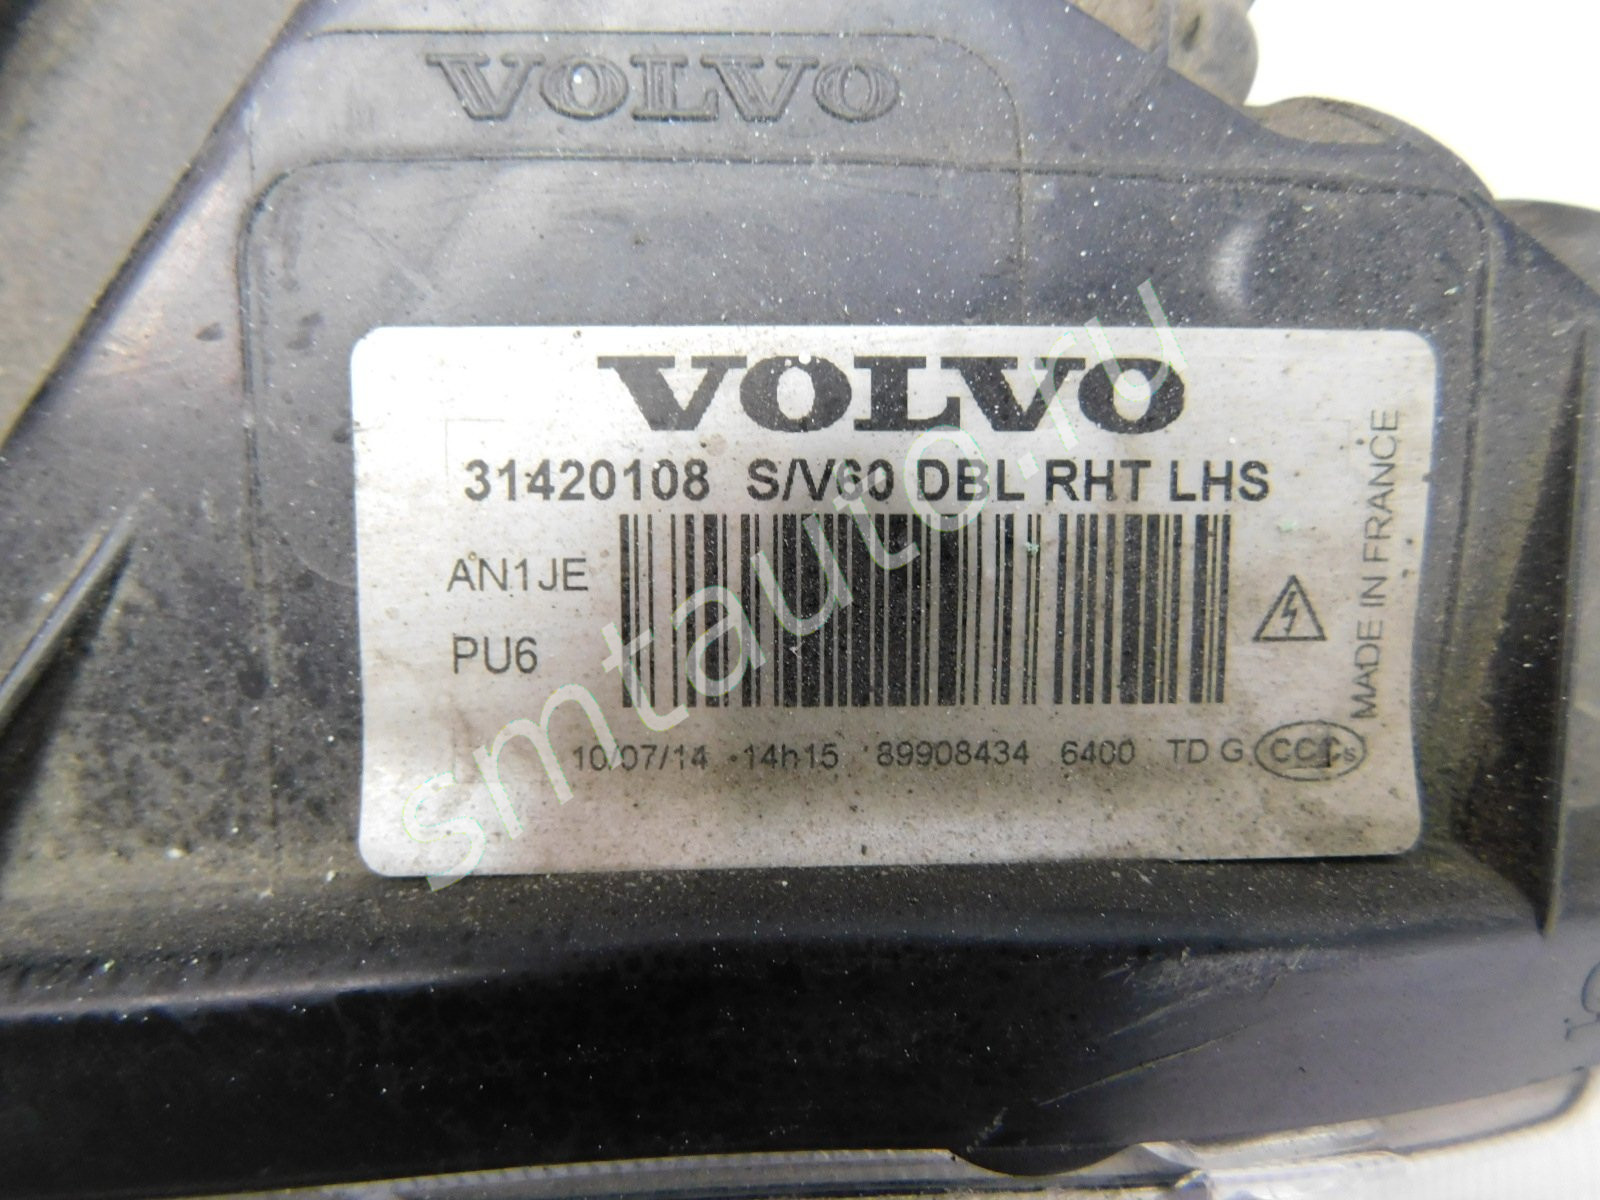 VOLVO
VOLVO
31420108 S/V60 DBL RHT LHS
AN1JE
PU6
MADE IN FRANCE
10/07/14 14h15 89908434 6400 TD G CCC S
smtauto.ru